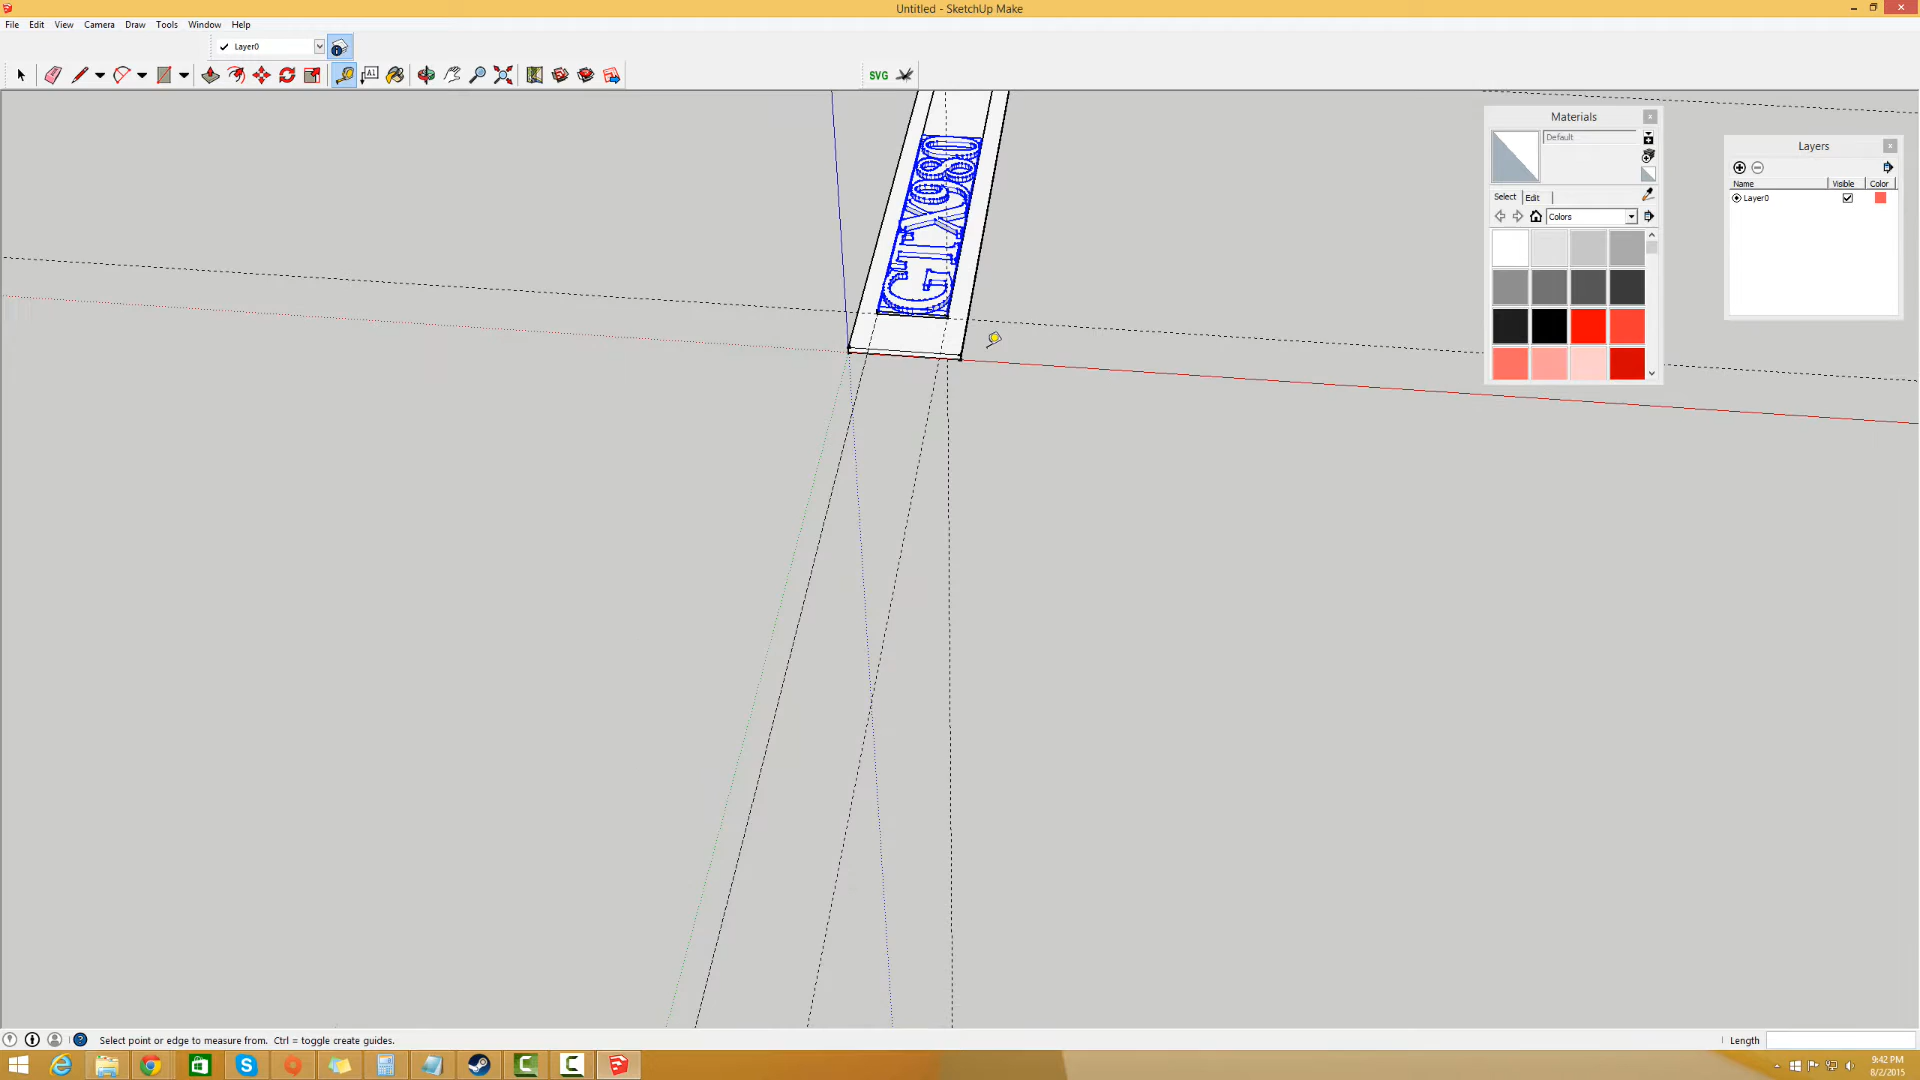 Untitled - SketchUp Make
File Edit View Camera Draw Tools Window Help
Layer0
A1
SVG
GTX980
Materials
Default
Select Edit
Colors
Layers
Name Visible Color
Layer0
Select point or edge to measure from. Ctrl = toggle create guides.
Length
9:42 PM
8/2/2015